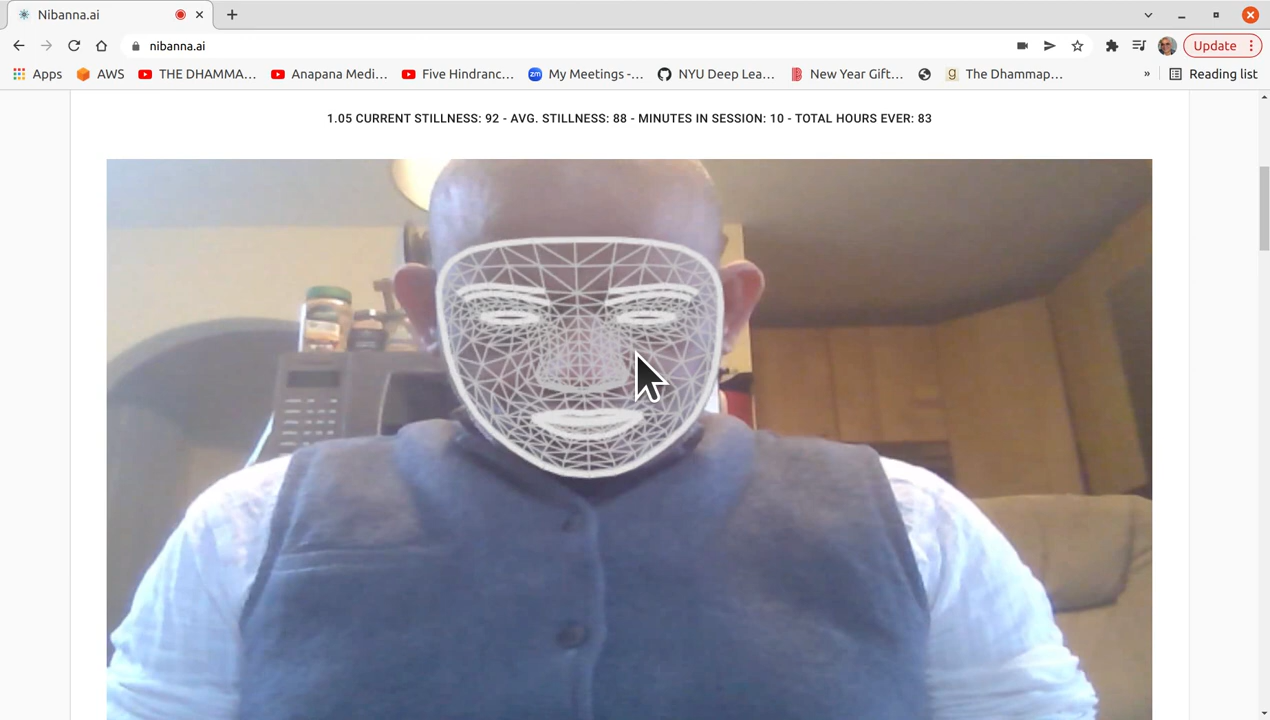 Nibanna.ai
nibanna.ai
Update
Apps AWS THE DHAMMA... Anapana Medi... Five Hindranc... zm My Meetings -... NYU Deep Lea... New Year Gift... g The Dhammap... » Reading list
1.05 CURRENT STILLNESS: 92 - AVG. STILLNESS: 88 - MINUTES IN SESSION: 10 - TOTAL HOURS EVER: 83